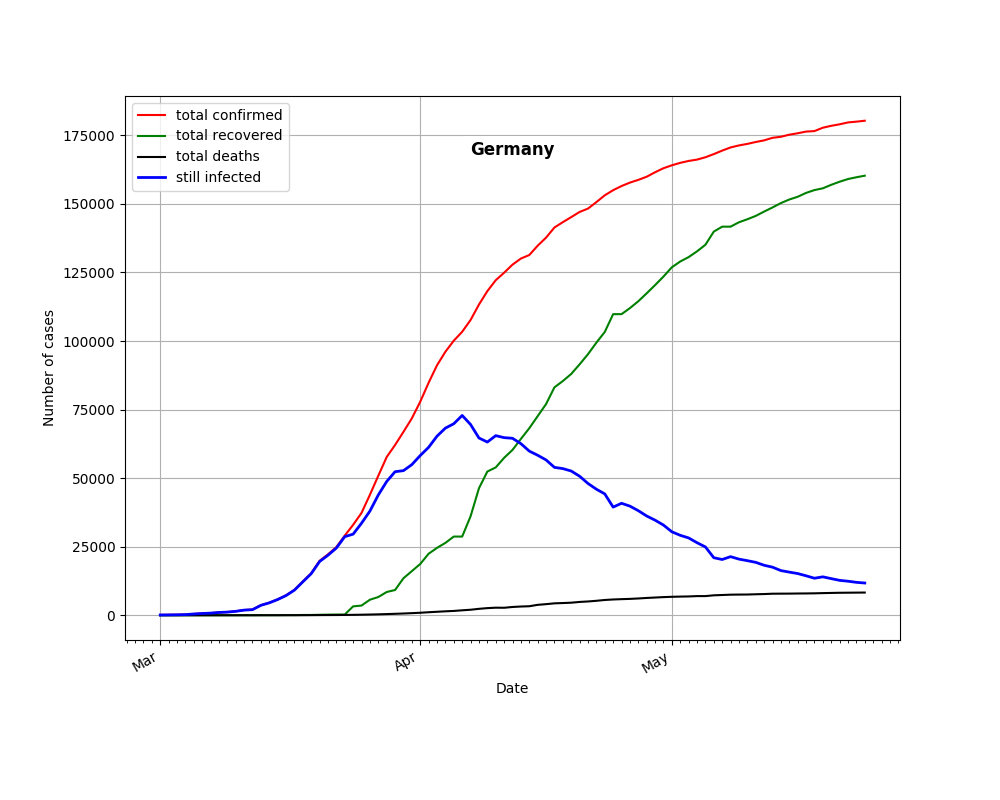 total confirmed
total recovered
total deaths
still infected
Germany
175000
150000
125000
100000
75000
50000
25000
0
Number of cases
Mar
Apr
May
Date